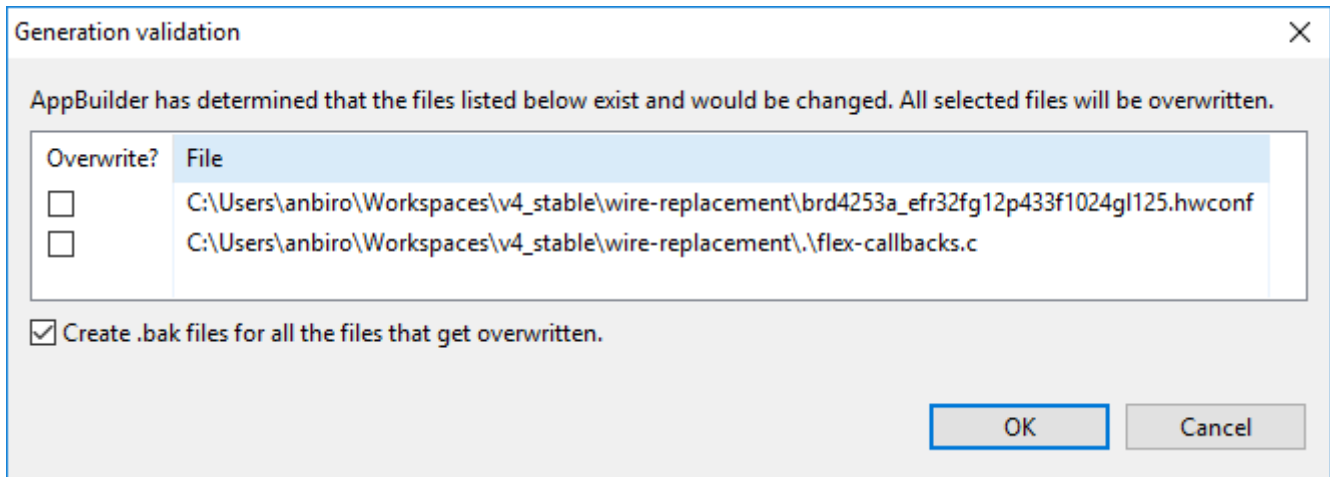 Generation validation
AppBuilder has determined that the files listed below exist and would be changed. All selected files will be overwritten.
Overwrite? File
C:\Users\anbiro\Workspaces\v4_stable\wire-replacement\brd4253a_efr32fg12p433f1024gl125.hwconf
C:\Users\anbiro\Workspaces\v4_stable\wire-replacement\.\flex-callbacks.c
Create .bak files for all the files that get overwritten.
OK Cancel